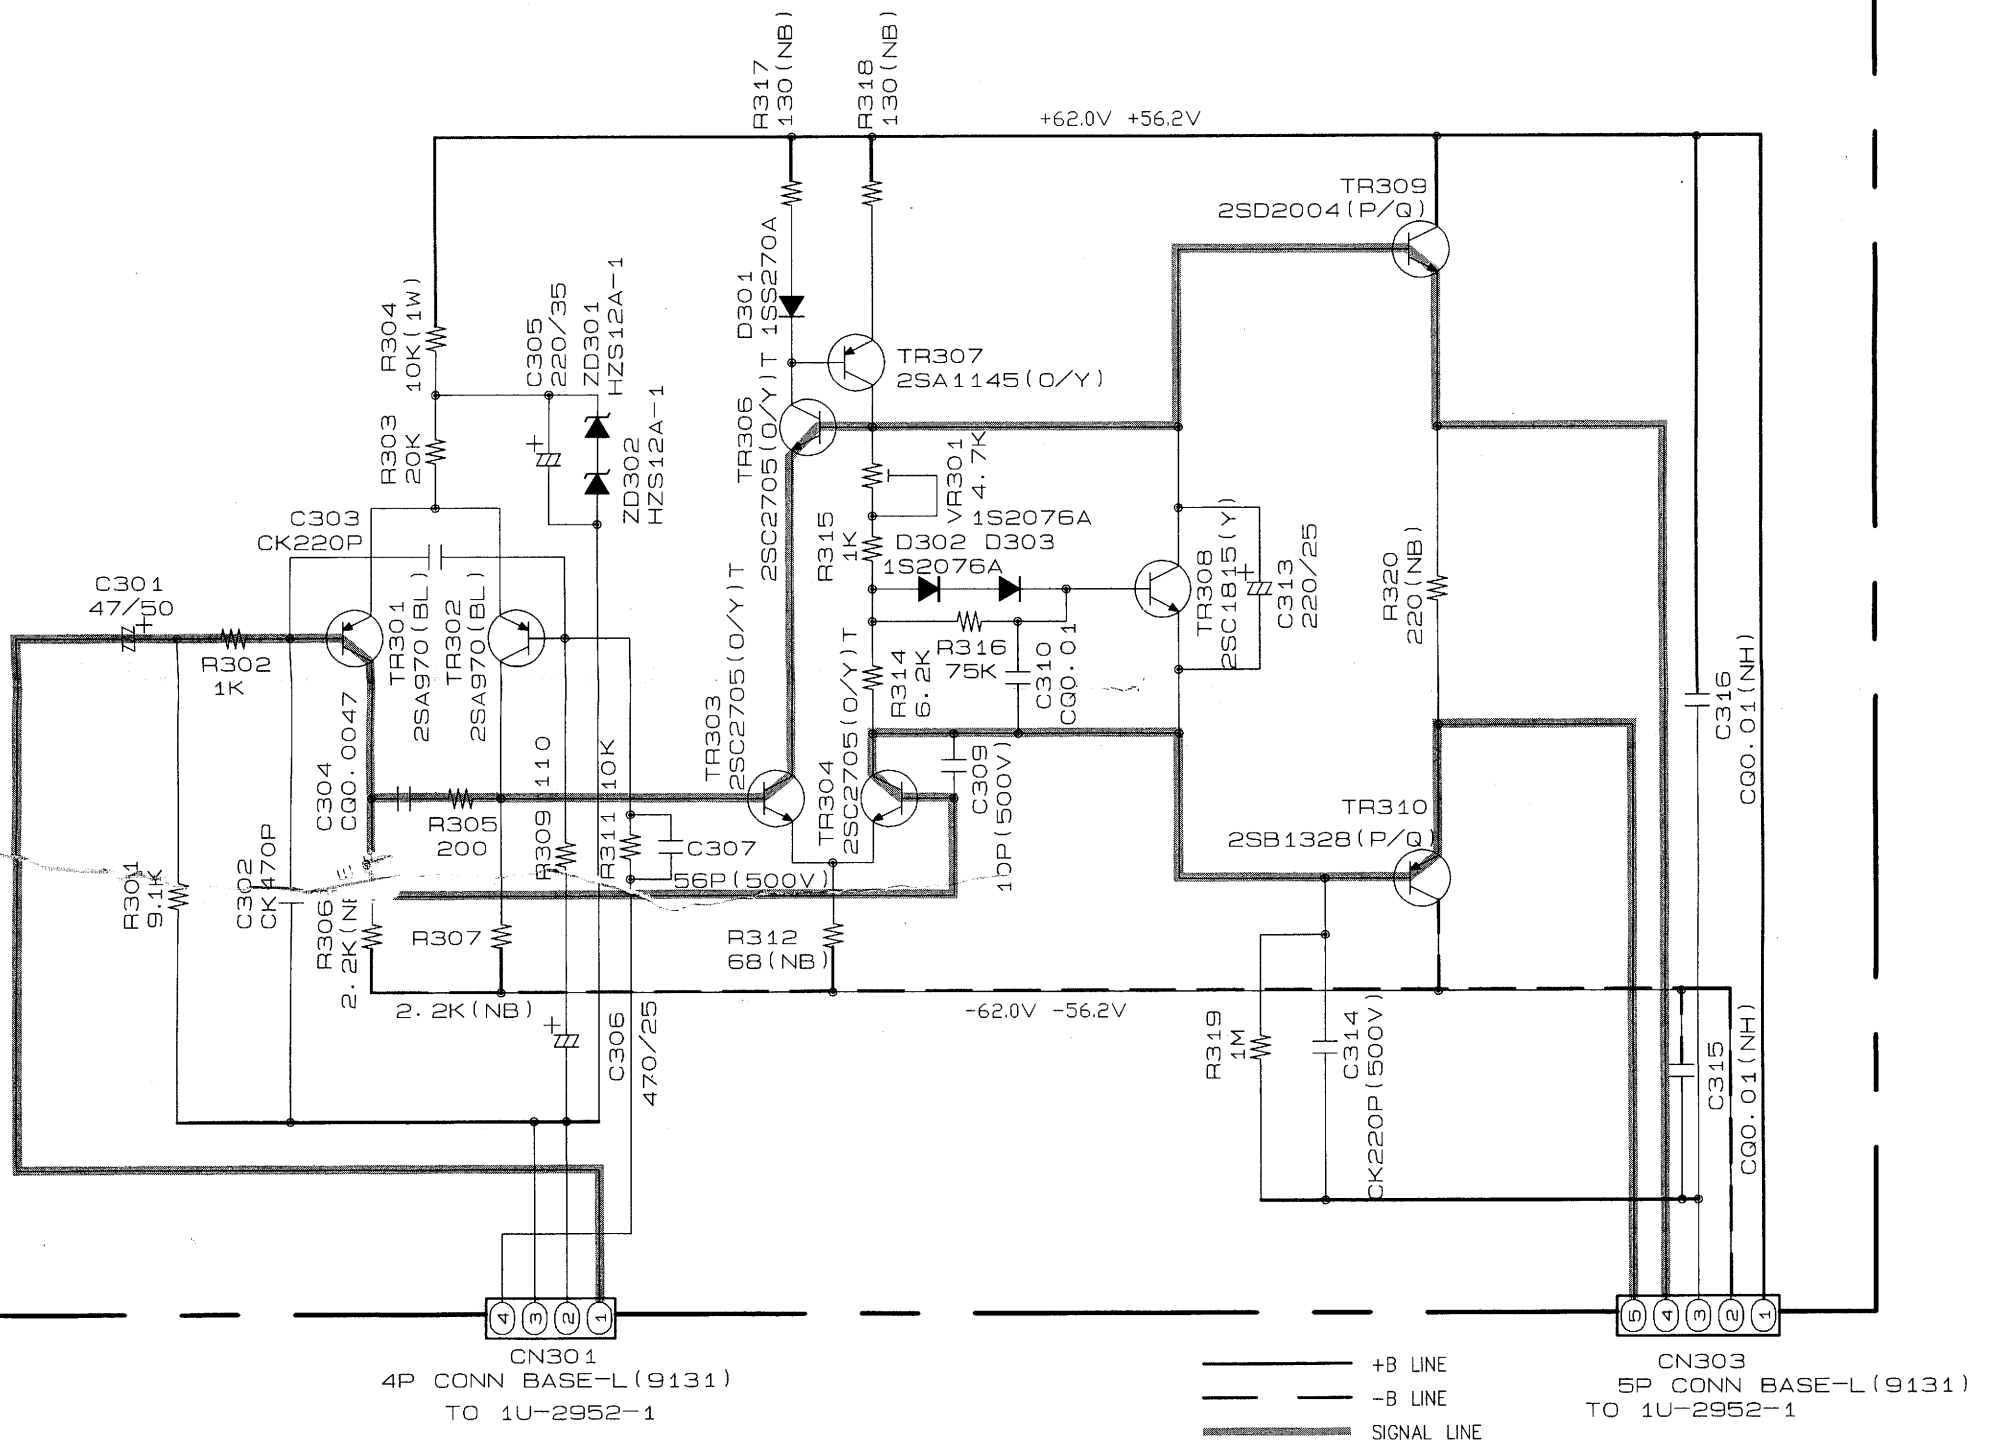 R317
130(NB)
R318
130(NB)
+62.0V +56.2V
TR309
2SD2004(P/Q)
R304
10K(1W)
C305
220/35
ZD301
HZS12A-1
D301
1SS270A
TR307
2SA1145(O/Y)
R303
20K
ZD302
HZS12A-1
TR306
2SC2705(O/Y)T
VR301
4.7K
C303
CK220P
R315
1K
1S2076A
D302 D303
1S2076A
C301
47/50
TR301
2SA970(BL)
TR302
2SA970(BL)
TR308
2SC1815(Y)
C313
220/25
R320
220(NB)
R302
1K
R316
75K
C310
CQ0.01
R314
6.2K
C316
CQ0.01(NH)
TR303
2SC2705(O/Y)T
TR304
2SC2705(O/Y)T
C309
10P(500V)
C304
CQ0.0047
R305
200
R309 110
R311 10K
C307
56P(500V)
TR310
2SB1328(P/Q)
R301
9.1K
C302
CK470P
R306
R307
2.2K(NB)
R312
68(NB)
-62.0V -56.2V
C306
470/25
R319
1M
C314
CK220P(500V)
C315
CQ0.01(NH)
4 3 2 1
CN301
4P CONN BASE-L(9131)
TO 1U-2952-1
5 4 3 2 1
CN303
5P CONN BASE-L(9131)
TO 1U-2952-1
+B LINE
-B LINE
SIGNAL LINE